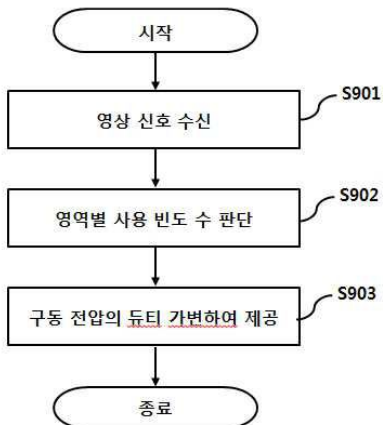 시작
영상 신호 수신
S901
영역별 사용 빈도 수 판단
S902
구동 전압의 듀티 가변하여 제공
S903
종료